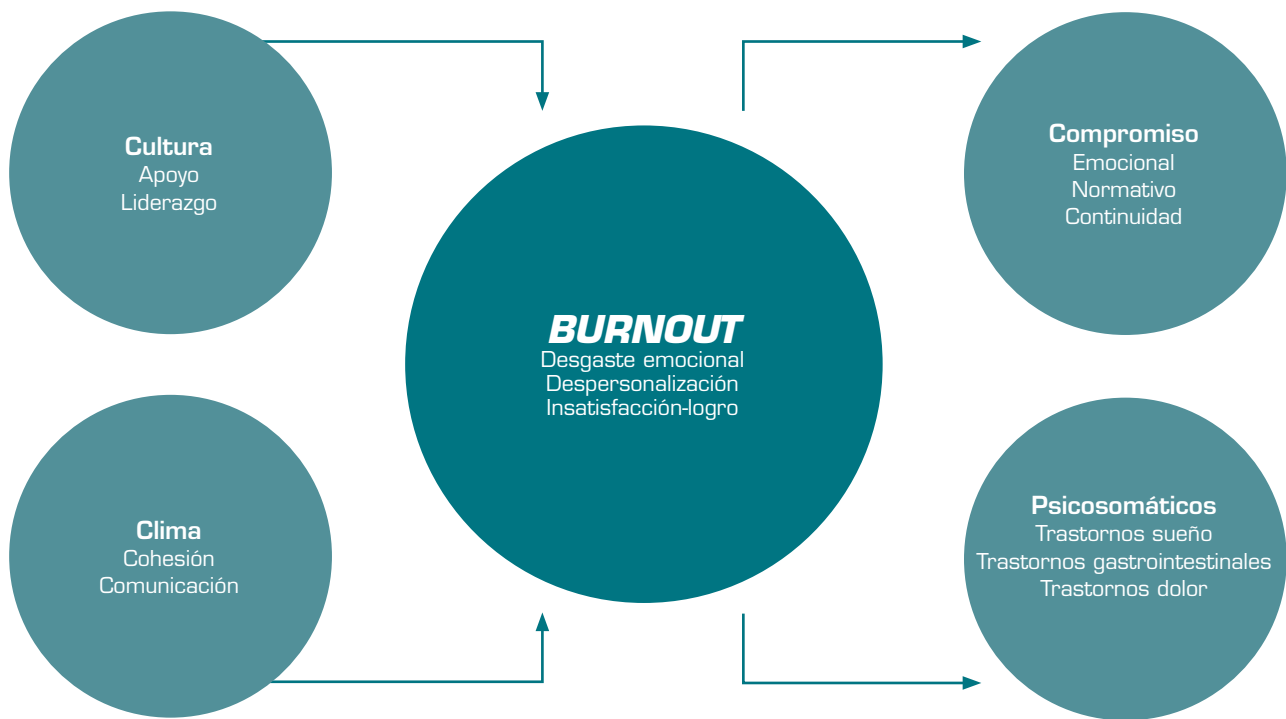 Cultura
Apoyo
Liderazgo
Clima
Cohesión
Comunicación
BURNOUT
Desgaste emocional
Despersonalización
Insatisfacción-logro
Compromiso
Emocional
Normativo
Continuidad
Psicosomáticos
Trastornos sueño
Trastornos gastrointestinales
Trastornos dolor